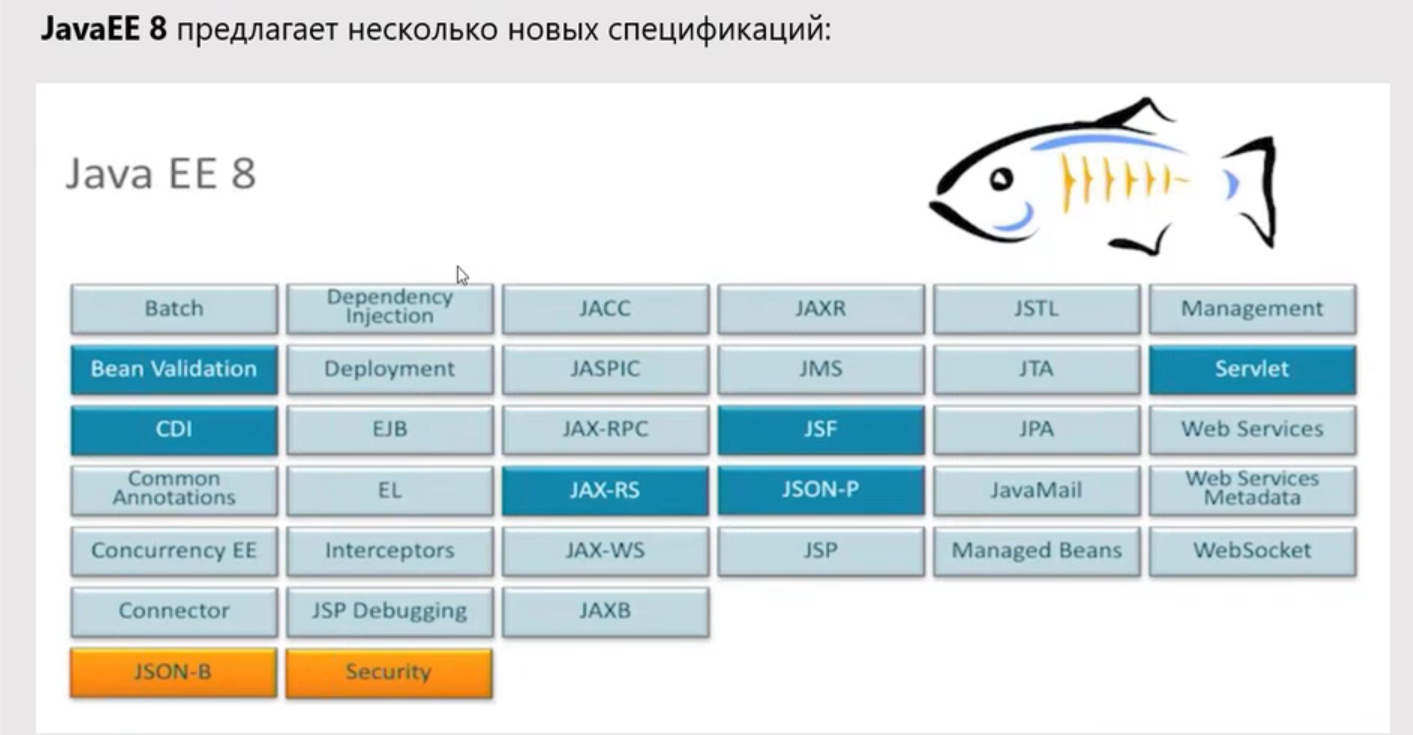 JavaEE 8 предлагает несколько новых спецификаций:
Java EE 8
Batch
Dependency
Injection
JACC
JAXR
JSTL
Management
Bean Validation
Deployment
JASPIC
JMS
JTA
Servlet
CDI
EJB
JAX-RPC
JSF
JPA
Web Services
Common
Annotations
EL
JAX-RS
JSON-P
JavaMail
Web Services
Metadata
Concurrency EE
Interceptors
JAX-WS
JSP
Managed Beans
WebSocket
Connector
JSP Debugging
JAXB
JSON-B
Security